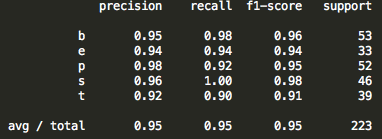 precision recall f1-score support
b 0.95 0.98 0.96 53
e 0.94 0.94 0.94 33
p 0.98 0.92 0.95 52
s 0.96 1.00 0.98 46
t 0.92 0.90 0.91 39
avg / total 0.95 0.95 0.95 223